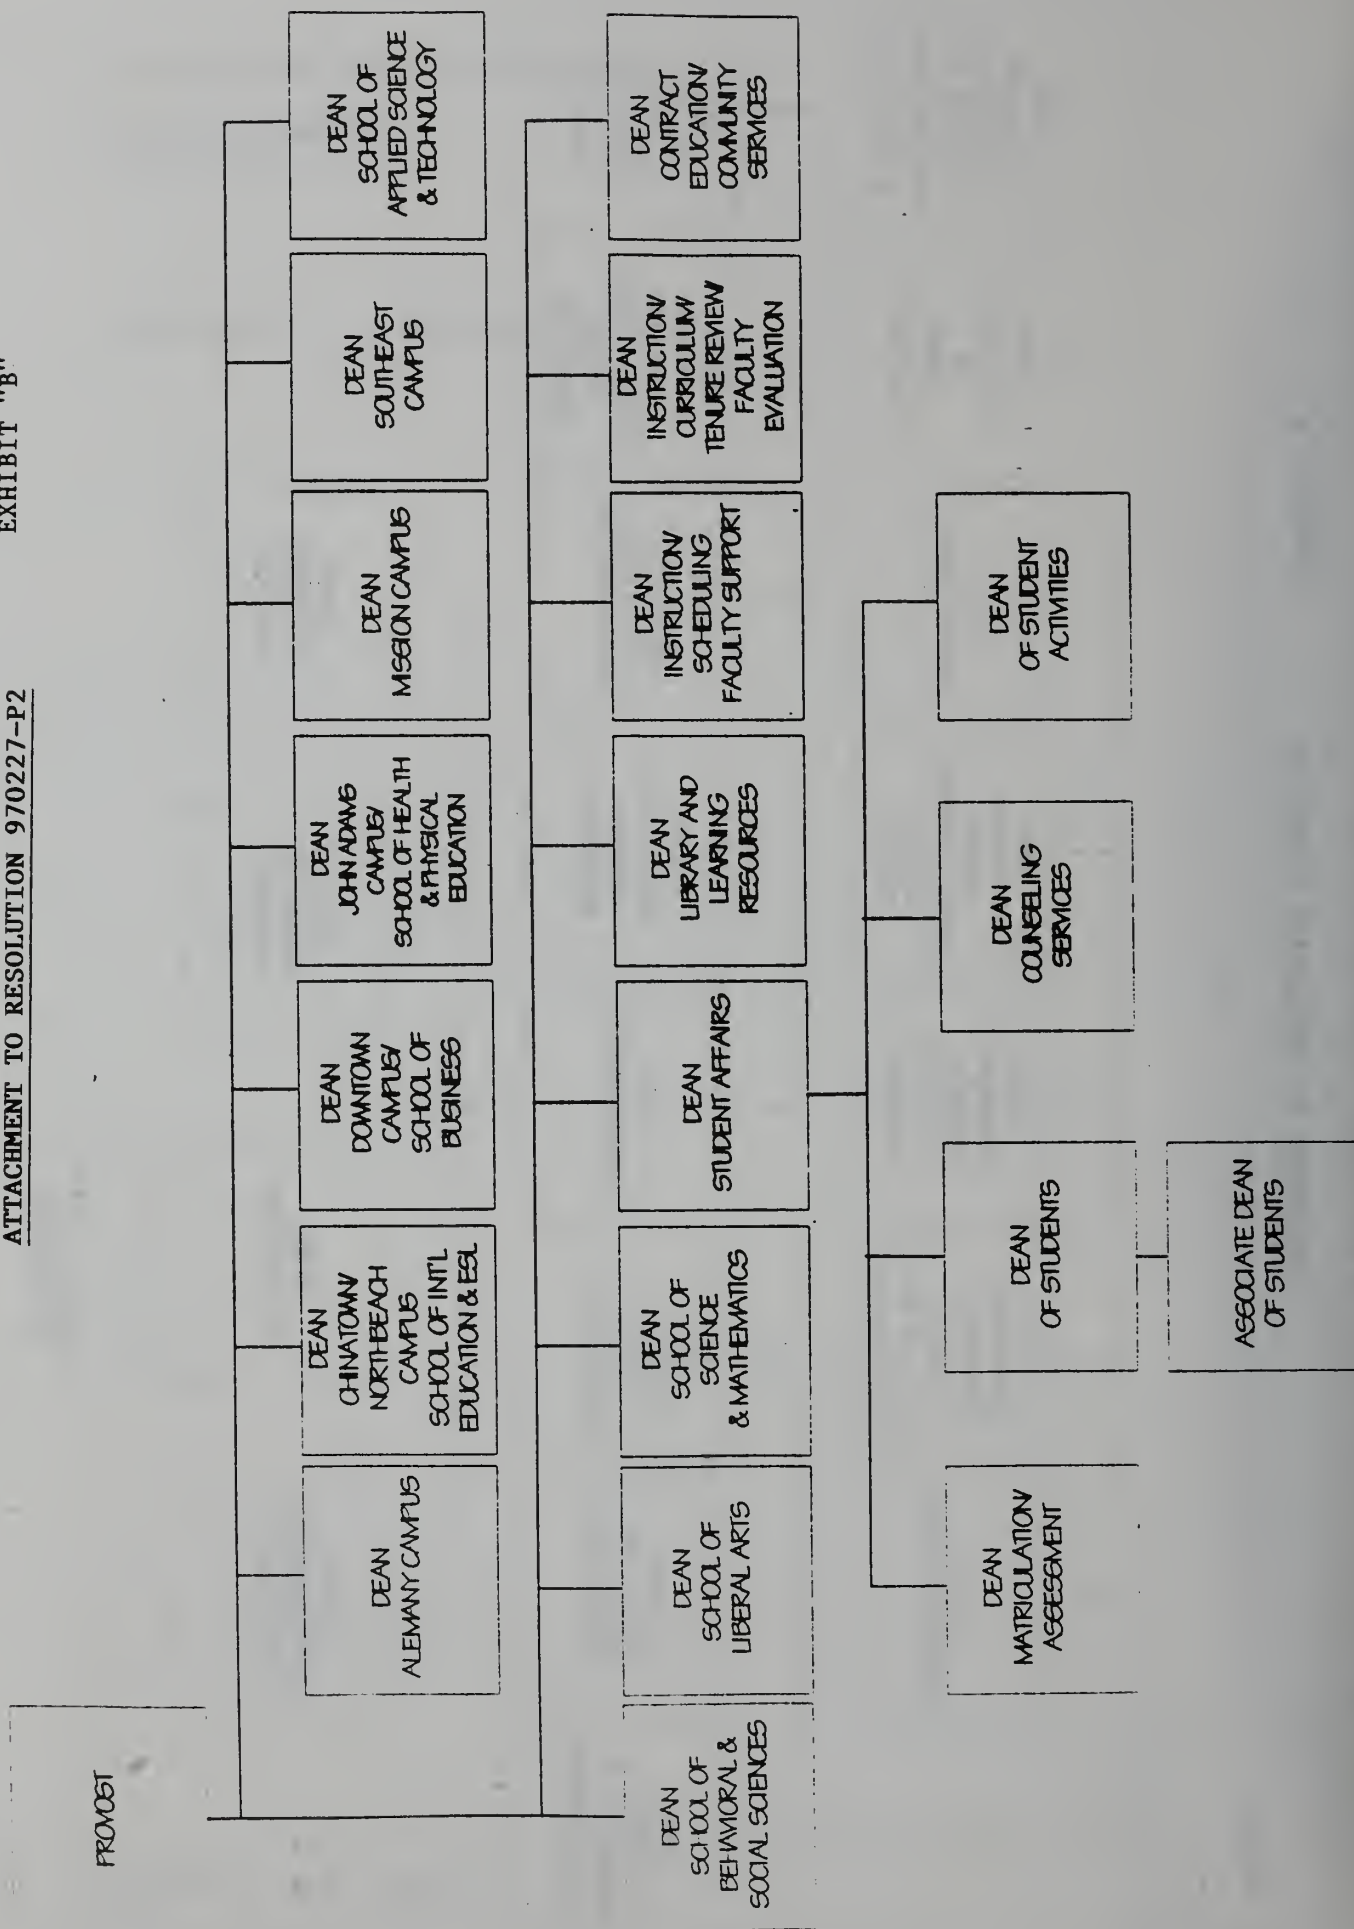 EXHIBIT "B"
ATTACHMENT TO RESOLUTION 970227-P2
PROVOST
DEAN
ALEMANY CAMPUS
DEAN
CHINATOWN/
NORTH BEACH
CAMPUS
SCHOOL OF INT'L
EDUCATION & ESL
DEAN
DOWNTOWN
CAMPUS/
SCHOOL OF
BUSINESS
DEAN
JOHN ADAMS
CAMPUS/
SCHOOL OF HEALTH
& PHYSICAL
EDUCATION
DEAN
MISSION CAMPUS
DEAN
SOUTHEAST
CAMPUS
DEAN
SCHOOL OF
APPLIED SCIENCE
& TECHNOLOGY
DEAN
SCHOOL OF
BEHAVIORAL &
SOCIAL SCIENCES
DEAN
SCHOOL OF
LIBERAL ARTS
DEAN
SCHOOL OF
SCIENCE
& MATHEMATICS
DEAN
STUDENT AFFAIRS
DEAN
LIBRARY AND
LEARNING
RESOURCES
DEAN
INSTRUCTION/
SCHEDULING
FACULTY SUPPORT
DEAN
INSTRUCTION/
CURRICULUM/
TENURE REVIEW/
FACULTY
EVALUATION
DEAN
CONTRACT
EDUCATION/
COMMUNITY
SERVICES
DEAN
MATRICULATION/
ASSESSMENT
DEAN
OF STUDENTS
DEAN
COUNSELING
SERVICES
DEAN
OF STUDENT
ACTIVITIES
ASSOCIATE DEAN
OF STUDENTS